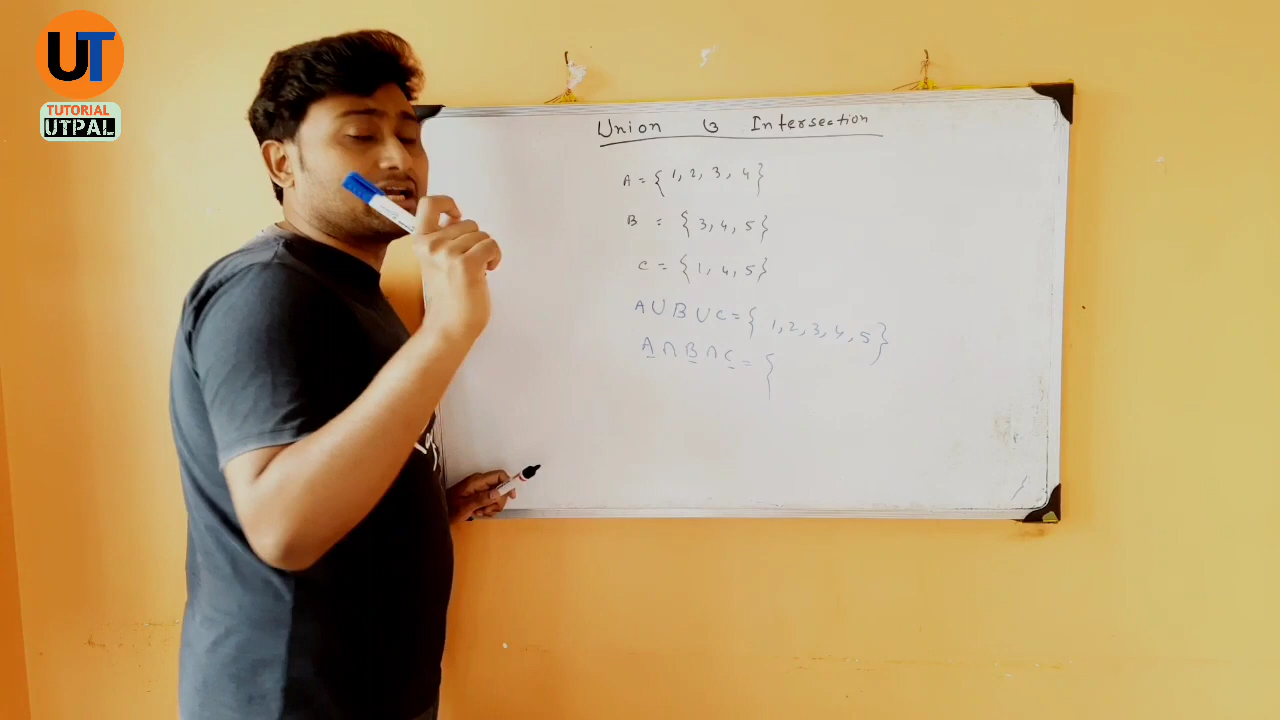 UT
TUTORIAL
UTPAL
Union ও Intersection
A = { 1, 2, 3, 4 }
B = { 3, 4, 5 }
C = { 1, 4, 5 }
A ∪ B ∪ C = { 1, 2, 3, 4, 5 }
A ∩ B ∩ C = {